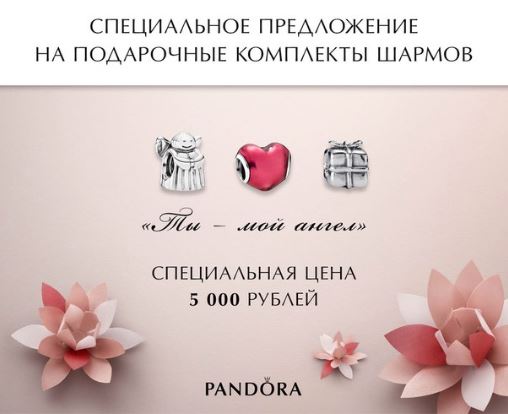 СПЕЦИАЛЬНОЕ ПРЕДЛОЖЕНИЕ
НА ПОДАРОЧНЫЕ КОМПЛЕКТЫ ШАРМОВ
«Ты – мой ангел»
СПЕЦИАЛЬНАЯ ЦЕНА
5 000 РУБЛЕЙ
PANDORA